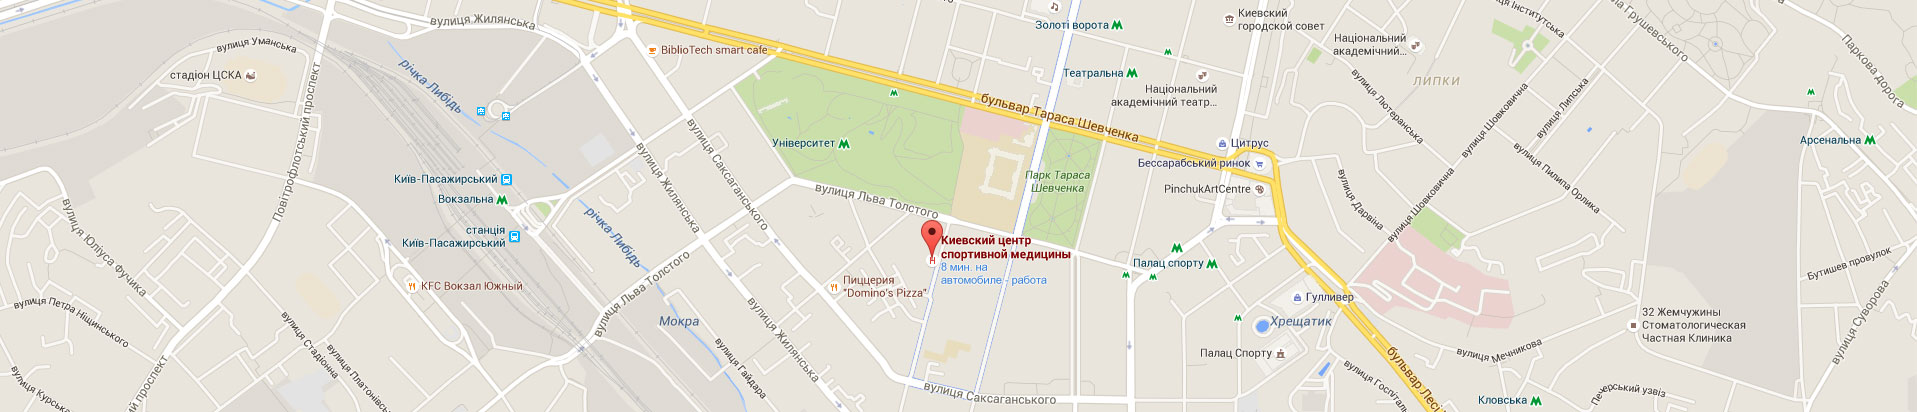 вулиця Жилянська
вулиця Уманська
стадіон ЦСКА
річка Либідь
Повітрофлотський проспект
Київ-Пасажирський
Вокзальна
станція
Київ-Пасажирський
вулиця Юліуса Фучика
KFC Вокзал Южный
вулиця Петра Ніщинського
вулиця Стадіонна
вулиця Платонівська
вулиця Курська
проспект
річка Либідь
вулиця Льва Толстого
вулиця Жилянська
вулиця Саксаганського
BiblioTech smart cafe
Університет
вулиця Льва Толстого
Киевский центр
спортивной медицины
8 мин. на
автомобиле - работа
Пиццерия
"Domino's Pizza"
Мокра
вулиця Гайдара
вулиця Жилянська
вулиця Саксаганського
Золоті ворота
Театральна
бульвар Тараса Шевченка
Парк Тараса
Шевченка
Національний
академічний театр...
Киевский
городской совет
Національний
академічний...
Цитрус
Бессарабський ринок
PinchukArtCentre
Палац спорту
Гулливер
Хрещатик
Палац Спорту
ЛИПКИ
вулиця Інститутська
Грушевського
Паркова дорога
вулиця Лютеранська
вулиця Шовковична
вулиця Липська
вулиця Шовковична
вулиця Пилипа Орлика
вулиця Дарвіна
Арсенальна
Бутишев провулок
вулиця Суворова
32 Жемчужины
Стоматологическая
Частная Клиника
вулиця Мечникова
бульвар Лесі
вулиця Госпітальна
Кловська
Печерський узвіз